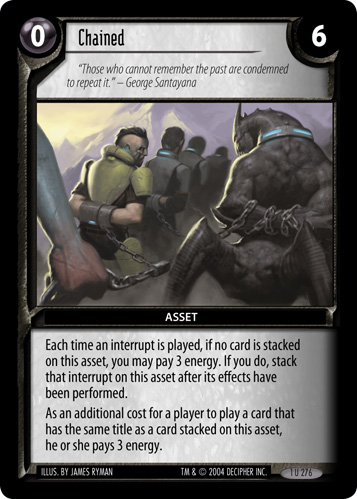 0 Chained 6
"Those who cannot remember the past are condemned
to repeat it." – George Santayana
ASSET
Each time an interrupt is played, if no card is stacked
on this asset, you may pay 3 energy. If you do, stack
that interrupt on this asset after its effects have
been performed.
As an additional cost for a player to play a card that
has the same title as a card stacked on this asset,
he or she pays 3 energy.
ILLUS. BY JAMES RYMAN TM & © 2004 DECIPHER INC. 1 U 276